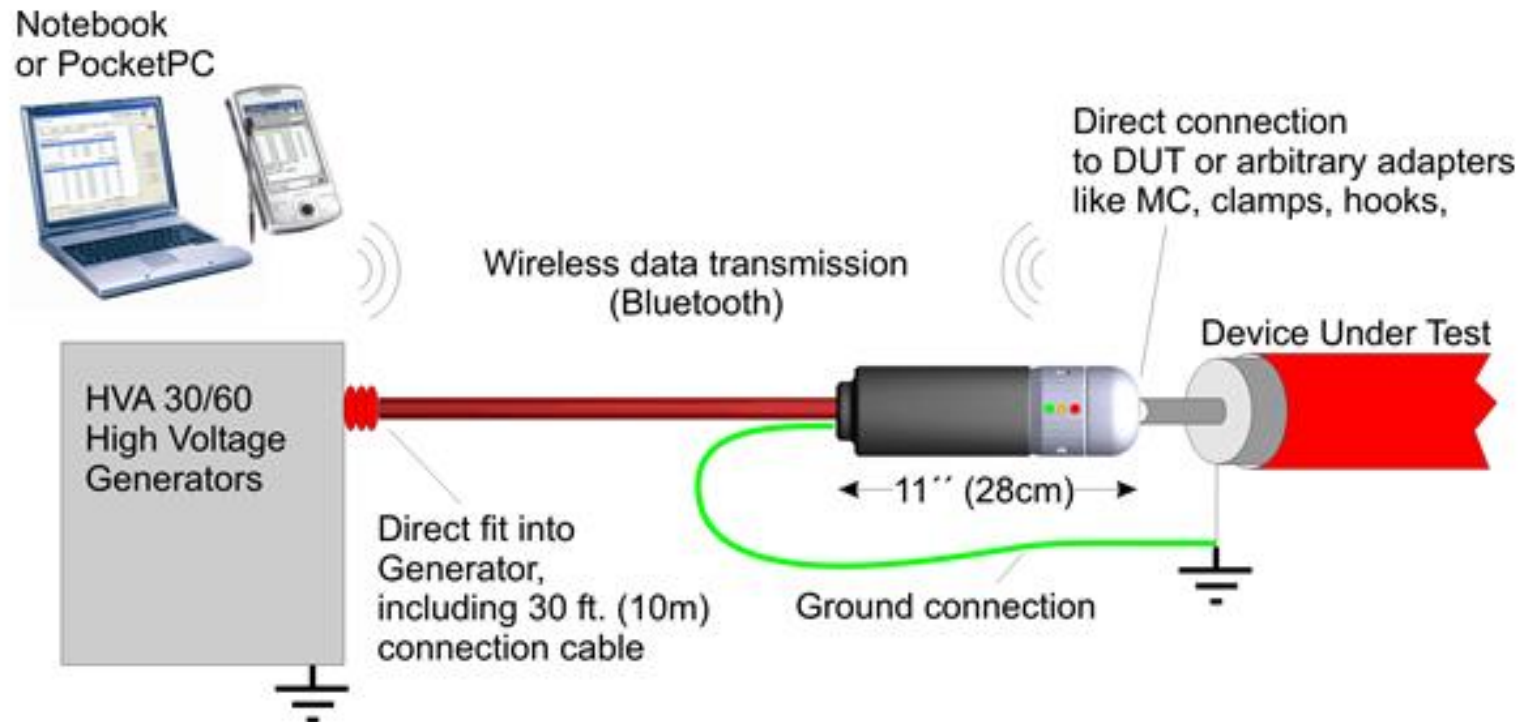 Notebook
or PocketPC
Direct connection
to DUT or arbitrary adapters
like MC, clamps, hooks,
Wireless data transmission
(Bluetooth)
Device Under Test
HVA 30/60
High Voltage
Generators
11´´ (28cm)
Direct fit into
Generator,
including 30 ft. (10m)
connection cable
Ground connection